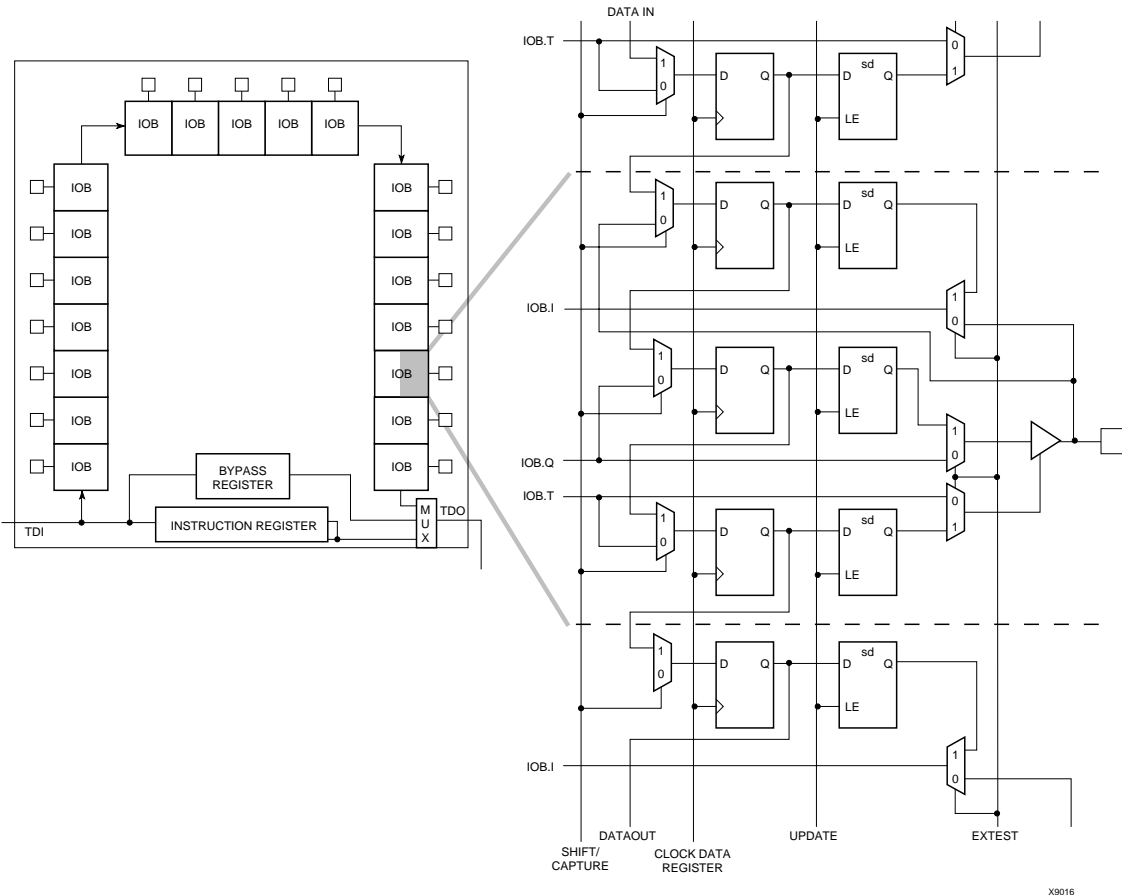 DATA IN
IOB.T
1
0
D Q
sd
D Q
LE
0
1
IOB IOB IOB IOB IOB
IOB
IOB
IOB
IOB
IOB
IOB
IOB
IOB
IOB
IOB
IOB
IOB
IOB
IOB
BYPASS
REGISTER
INSTRUCTION REGISTER
TDI
M
U
X
TDO
1
0
D Q
sd
D Q
LE
IOB.I
1
0
1
0
D Q
sd
D Q
LE
1
0
IOB.Q
IOB.T
0
1
1
0
D Q
sd
D Q
LE
1
0
D Q
sd
D Q
LE
IOB.I
1
0
DATAOUT
UPDATE
EXTEST
SHIFT/
CAPTURE
CLOCK DATA
REGISTER
X9016